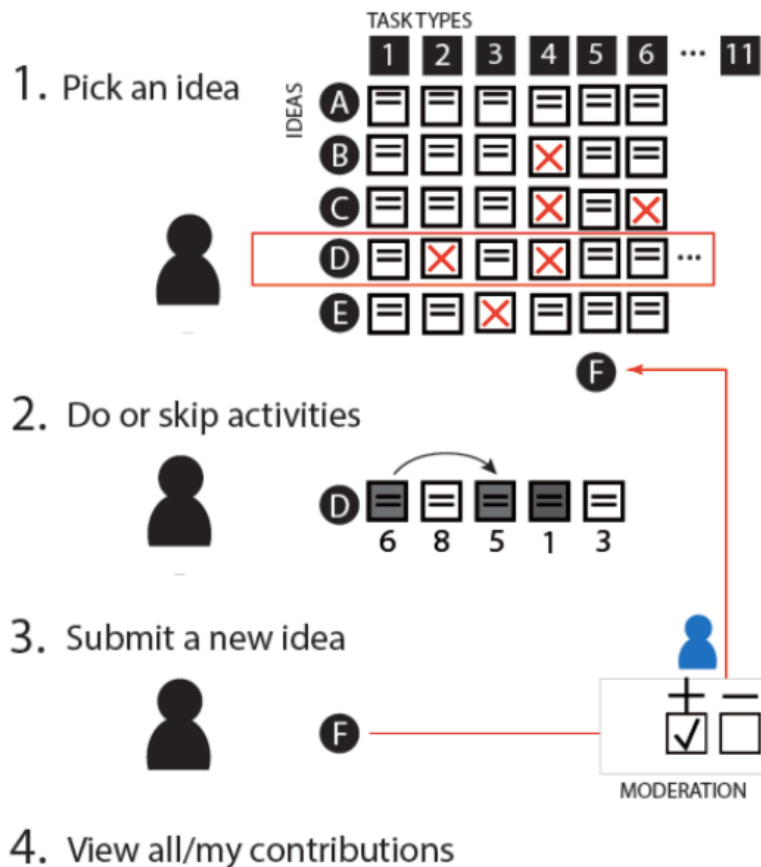 TASK TYPES
1 2 3 4 5 6 ... 11
1. Pick an idea
IDEAS
A
B
C
D ...
E
F
2. Do or skip activities
D
6 8 5 1 3
3. Submit a new idea
+ −
F
MODERATION
4. View all/my contributions